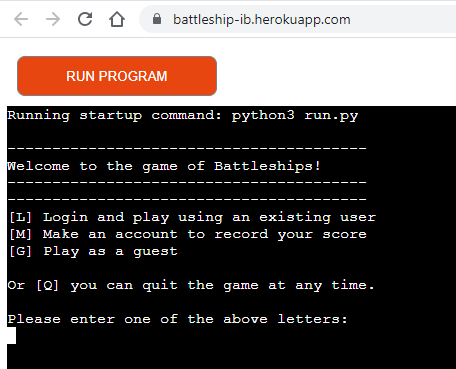 battleship-ib.herokuapp.com
RUN PROGRAM
Running startup command: python3 run.py
----------------------------------------
Welcome to the game of Battleships!
----------------------------------------
----------------------------------------
[L] Login and play using an existing user
[M] Make an account to record your score
[G] Play as a guest
Or [Q] you can quit the game at any time.
Please enter one of the above letters: